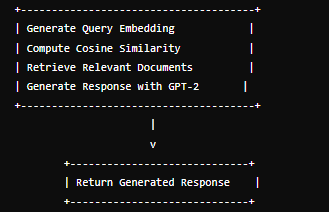 +--------------------------------------+
| Generate Query Embedding            |
| Compute Cosine Similarity           |
| Retrieve Relevant Documents         |
| Generate Response with GPT-2       |
+--------------------------------------+
|
v
+-----------------------------+
| Return Generated Response    |
+-----------------------------+